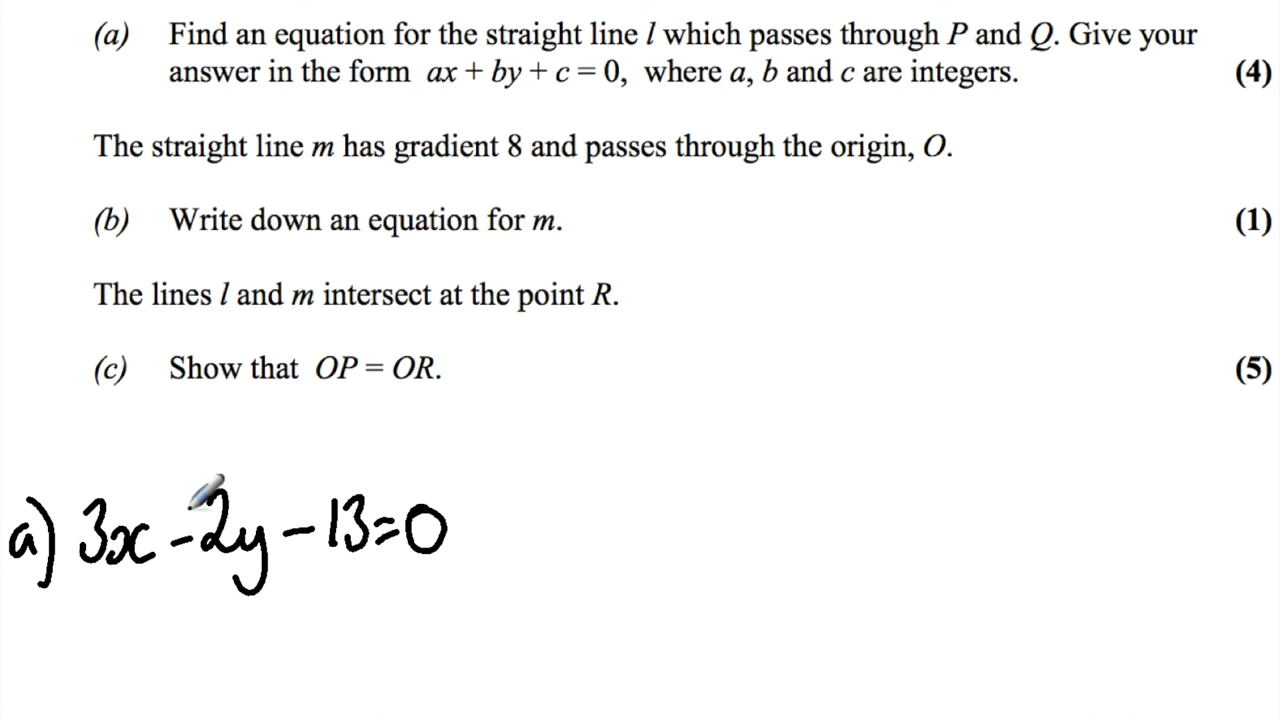 (a) Find an equation for the straight line l which passes through P and Q. Give your
answer in the form ax + by + c = 0, where a, b and c are integers. (4)
The straight line m has gradient 8 and passes through the origin, O.
(b) Write down an equation for m. (1)
The lines l and m intersect at the point R.
(c) Show that OP = OR. (5)
a) 3x - 2y - 13 = 0